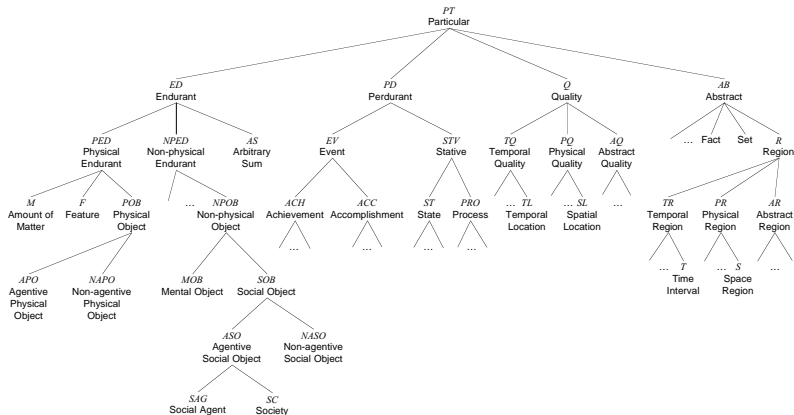 PT
Particular
ED
Endurant
PD
Perdurant
Q
Quality
AB
Abstract
PED
Physical
Endurant
NPED
Non-physical
Endurant
AS
Arbitrary
Sum
EV
Event
STV
Stative
TQ
Temporal
Quality
PQ
Physical
Quality
AQ
Abstract
Quality
... Fact Set R
Region
M
Amount of
Matter
F
Feature
POB
Physical
Object
... NPOB
Non-physical
Object
ACH
Achievement
...
ACC
Accomplishment
...
ST
State
...
PRO
Process
...
... TL
Temporal
Location
... SL
Spatial
Location
...
TR
Temporal
Region
PR
Physical
Region
AR
Abstract
Region
APO
Agentive
Physical
Object
NAPO
Non-agentive
Physical
Object
MOB
Mental Object
SOB
Social Object
... T
Time
Interval
... S
Space
Region
...
ASO
Agentive
Social Object
NASO
Non-agentive
Social Object
SAG
Social Agent
SC
Society